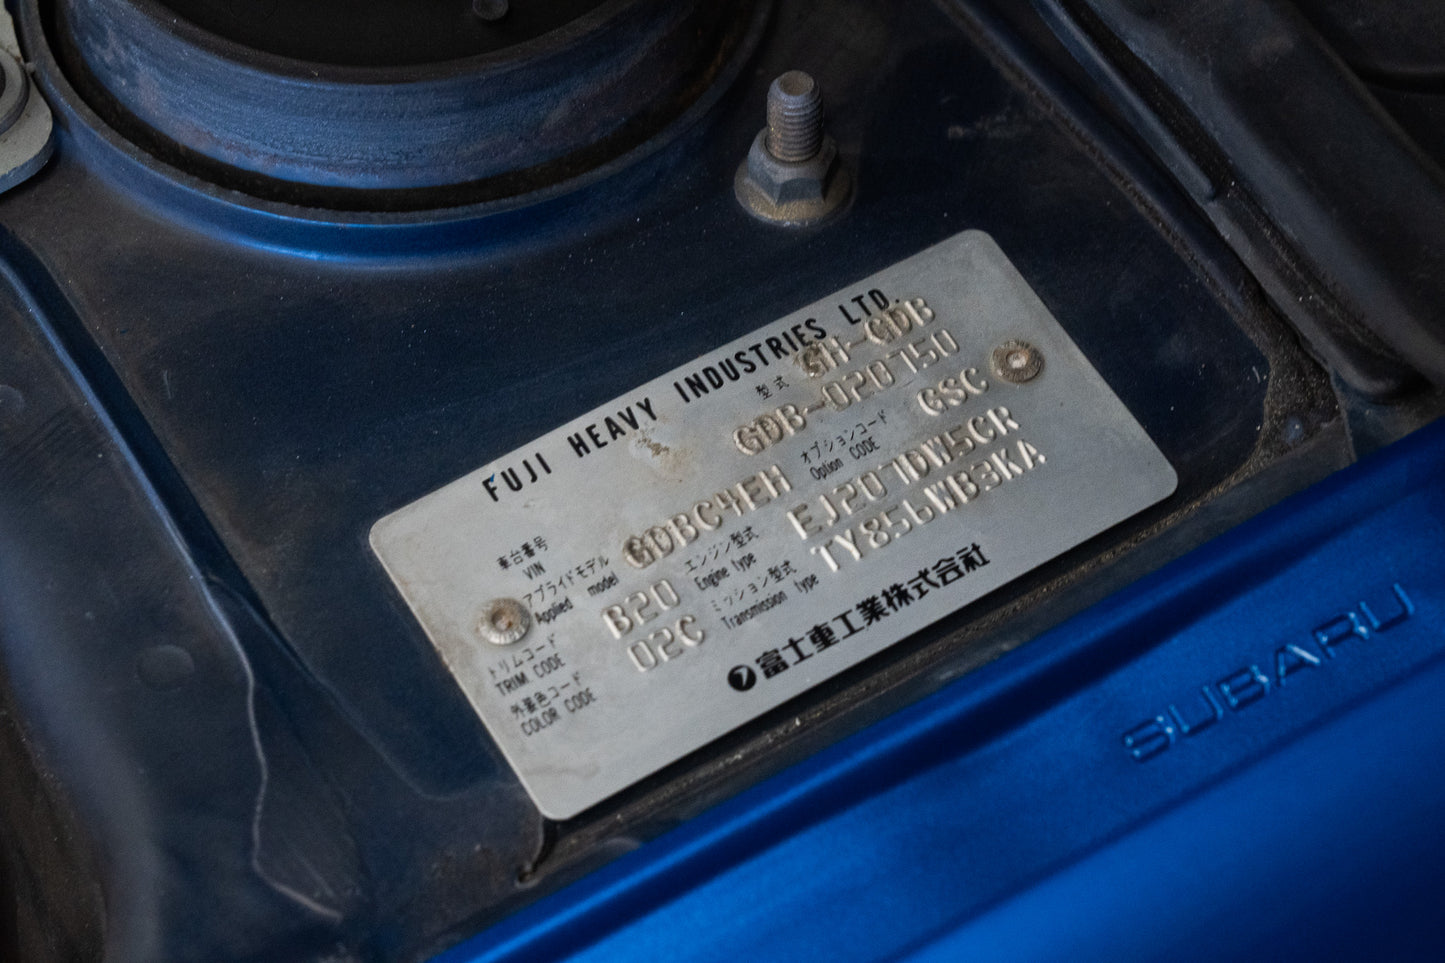 FUJI HEAVY INDUSTRIES LTD.
型式 GH-GDB
車台番号 VIN GDB-020750
アプライドモデル Applied model GDBC4EH オプションコード Option CODE GSC
トリムコード TRIM CODE B20 エンジン型式 Engine type EJ207DW5CR
外番色コード COLOR CODE 02C ミッション型式 Transmission type TY856WB3KA
富士重工業株式会社
SUBARU